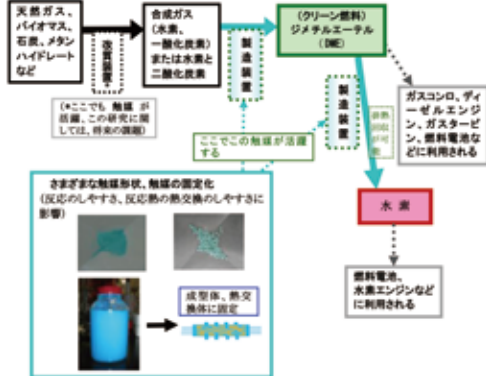 天然ガス、
バイオマス、
石炭、メタン
ハイドレート
など
改質装置*
合成ガス
(水素、
一酸化炭素)
または水素と
二酸化炭素
製造装置
(クリーン燃料)
ジメチルエーテル
(DME)
(*ここでも 触媒 が
活躍、この研究に関
しては、将来の課題)
ここでこの触媒が活躍
する
製造装置
ガスコンロ、ディ
ーゼルエンジ
ン、ガスタービ
ン、燃料電池な
どに利用される
さまざまな触媒形状、触媒の固定化
(反応のしやすさ、反応熱の熱交換のしやすさに
影響)
水 素
成型体、熱交
換体に固定
燃料電池、
水素エンジンなど
に利用される